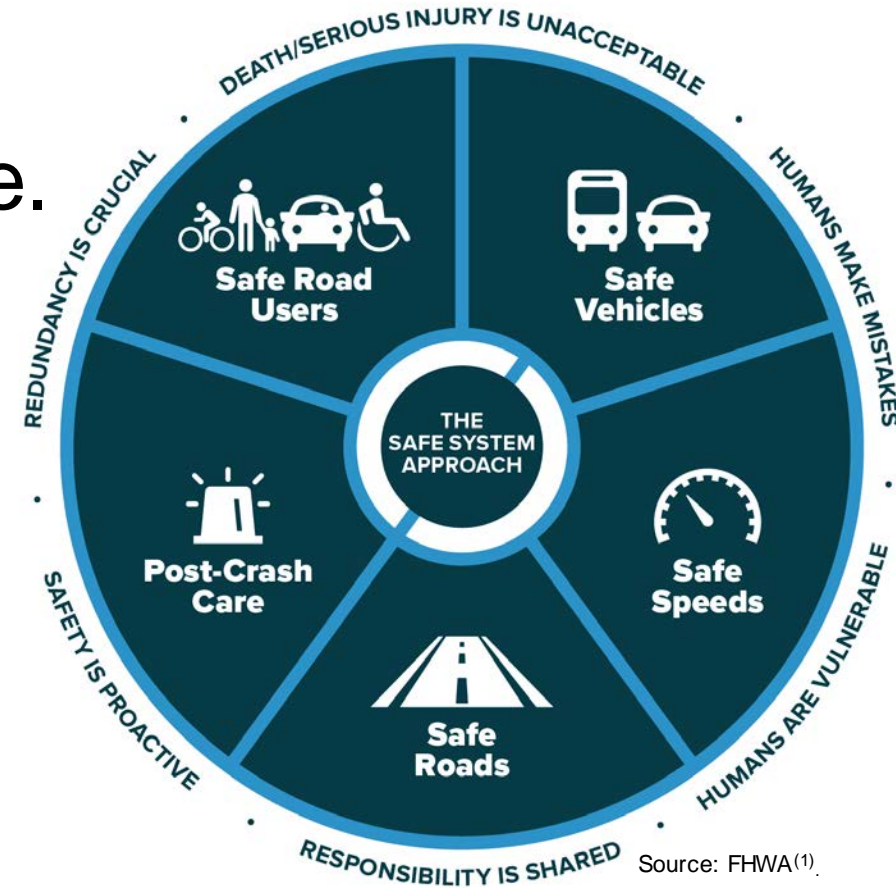 DEATH/SERIOUS INJURY IS UNACCEPTABLE
HUMANS MAKE MISTAKES
HUMANS ARE VULNERABLE
RESPONSIBILITY IS SHARED
SAFETY IS PROACTIVE
REDUNDANCY IS CRUCIAL
e.
Safe Road
Users
Safe
Vehicles
THE
SAFE SYSTEM
APPROACH
Post-Crash
Care
Safe
Speeds
Safe
Roads
Source: FHWA(1).